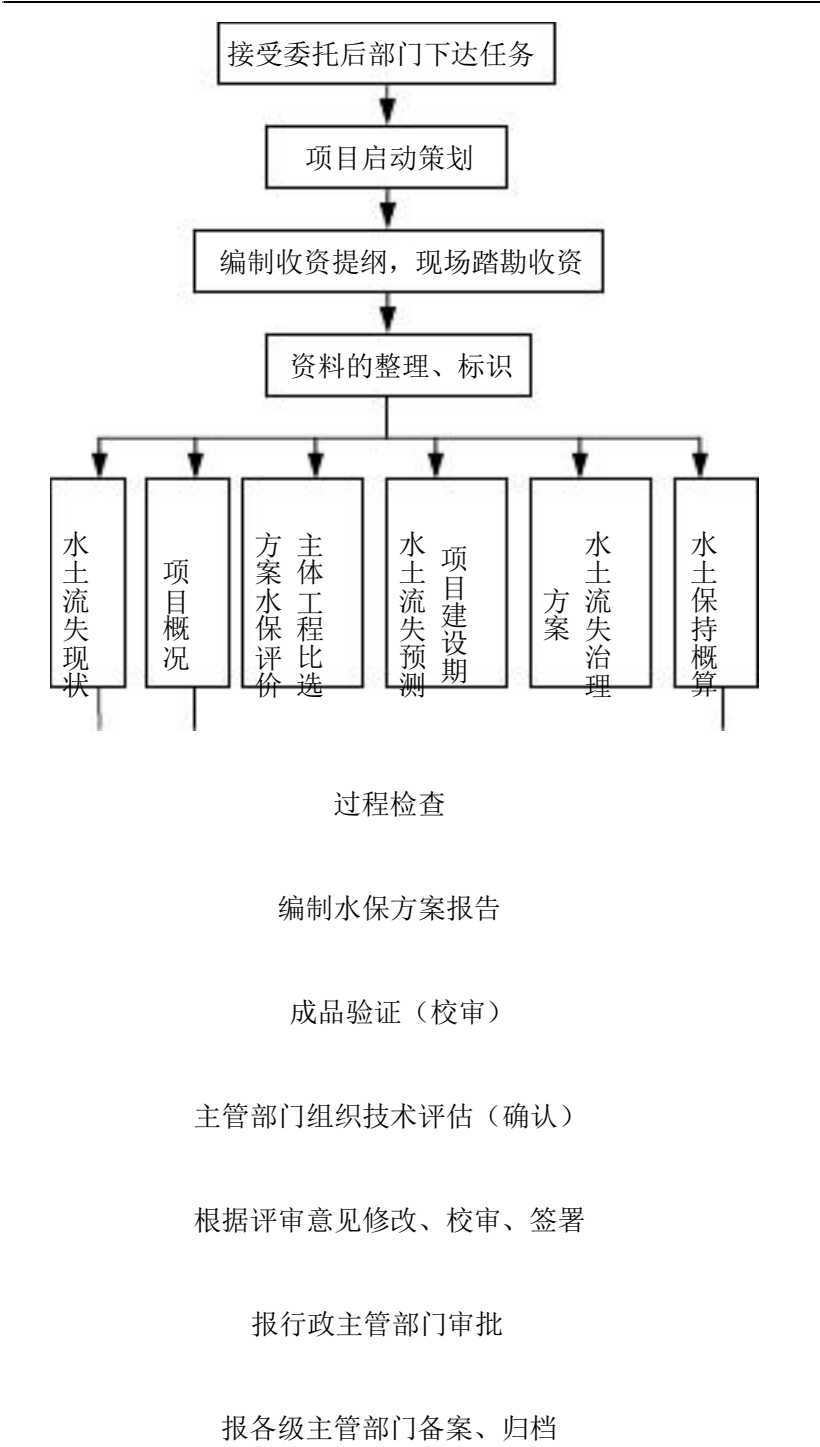 接受委托后部门下达任务
项目启动策划
编制收资提纲，现场踏勘收资
资料的整理、标识
水土流失现状
项目概况
主体工程比选
方案水保评价
项目建设期
水土流失预测
水土流失治理
方案
水土保持概算
过程检查
编制水保方案报告
成品验证（校审）
主管部门组织技术评估（确认）
根据评审意见修改、校审、签署
报行政主管部门审批
报各级主管部门备案、归档